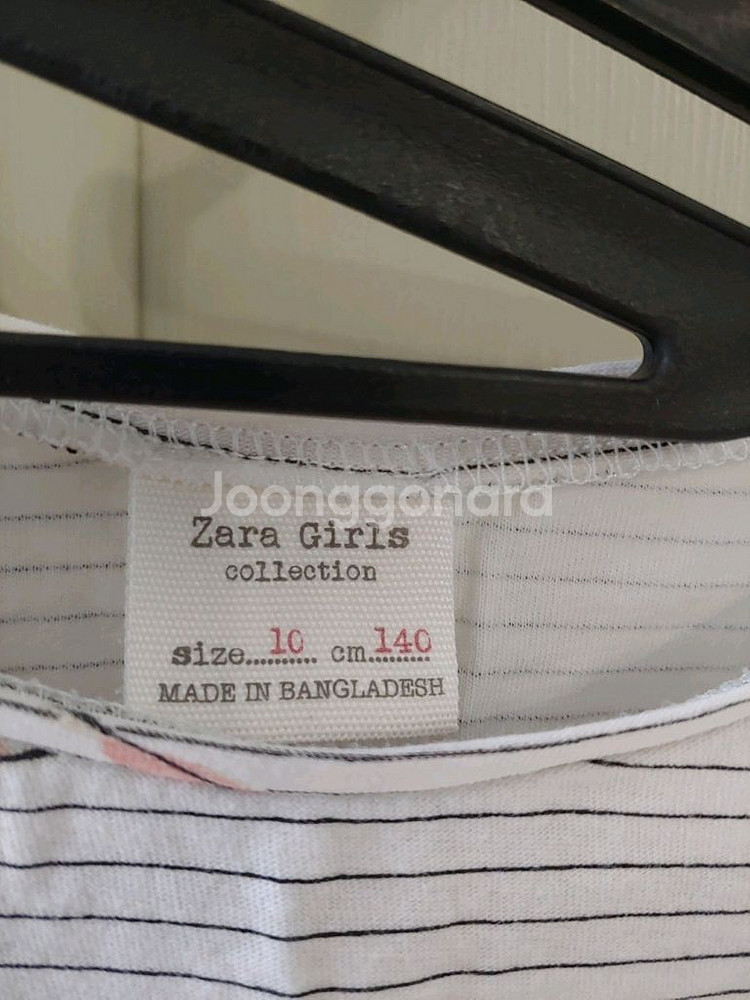 Joonggonara
Zara Girls
collection
size..........10.. cm..........140
MADE IN BANGLADESH